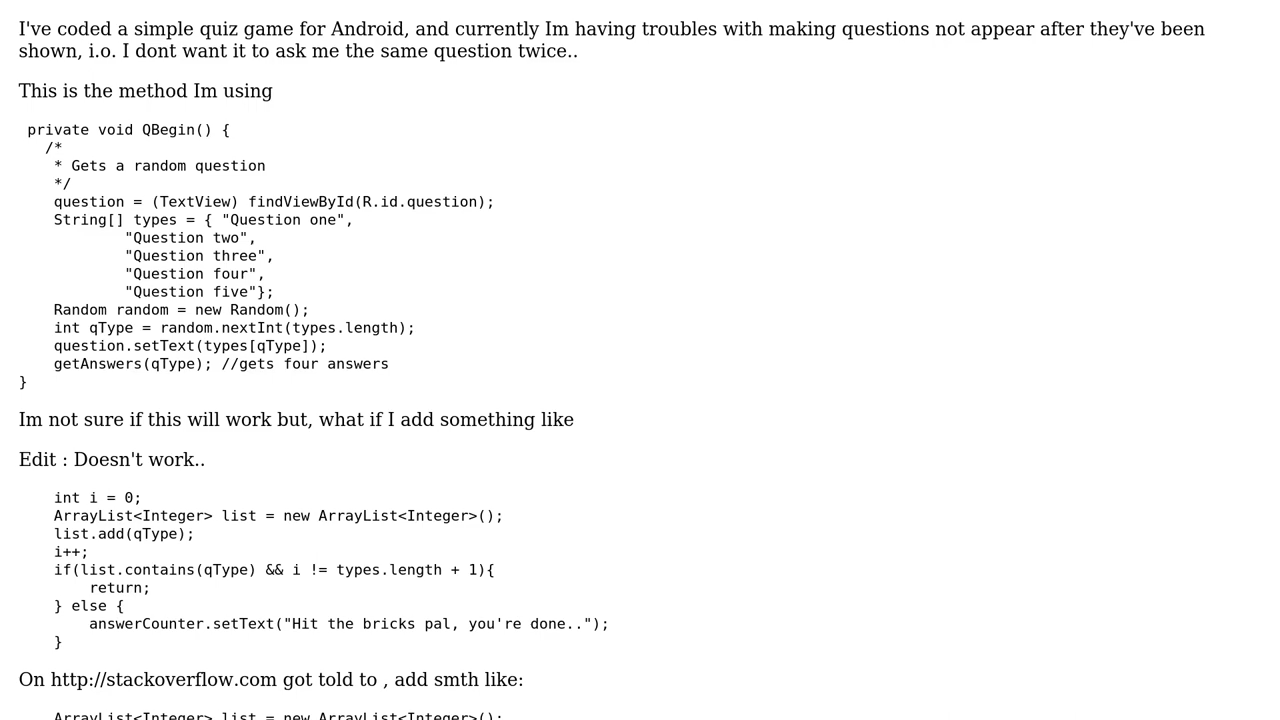 I've coded a simple quiz game for Android, and currently Im having troubles with making questions not appear after they've been
shown, i.o. I dont want it to ask me the same question twice..
This is the method Im using
private void QBegin() {
/*
* Gets a random question
*/
question = (TextView) findViewById(R.id.question);
String[] types = { "Question one",
"Question two",
"Question three",
"Question four",
"Question five"};
Random random = new Random();
int qType = random.nextInt(types.length);
question.setText(types[qType]);
getAnswers(qType); //gets four answers
}
Im not sure if this will work but, what if I add something like
Edit : Doesn't work..
int i = 0;
ArrayList<Integer> list = new ArrayList<Integer>();
list.add(qType);
i++;
if(list.contains(qType) && i != types.length + 1){
return;
} else {
answerCounter.setText("Hit the bricks pal, you're done..");
}
On http://stackoverflow.com got told to , add smth like:
ArrayList<Integer> list = new ArrayList<Integer>();